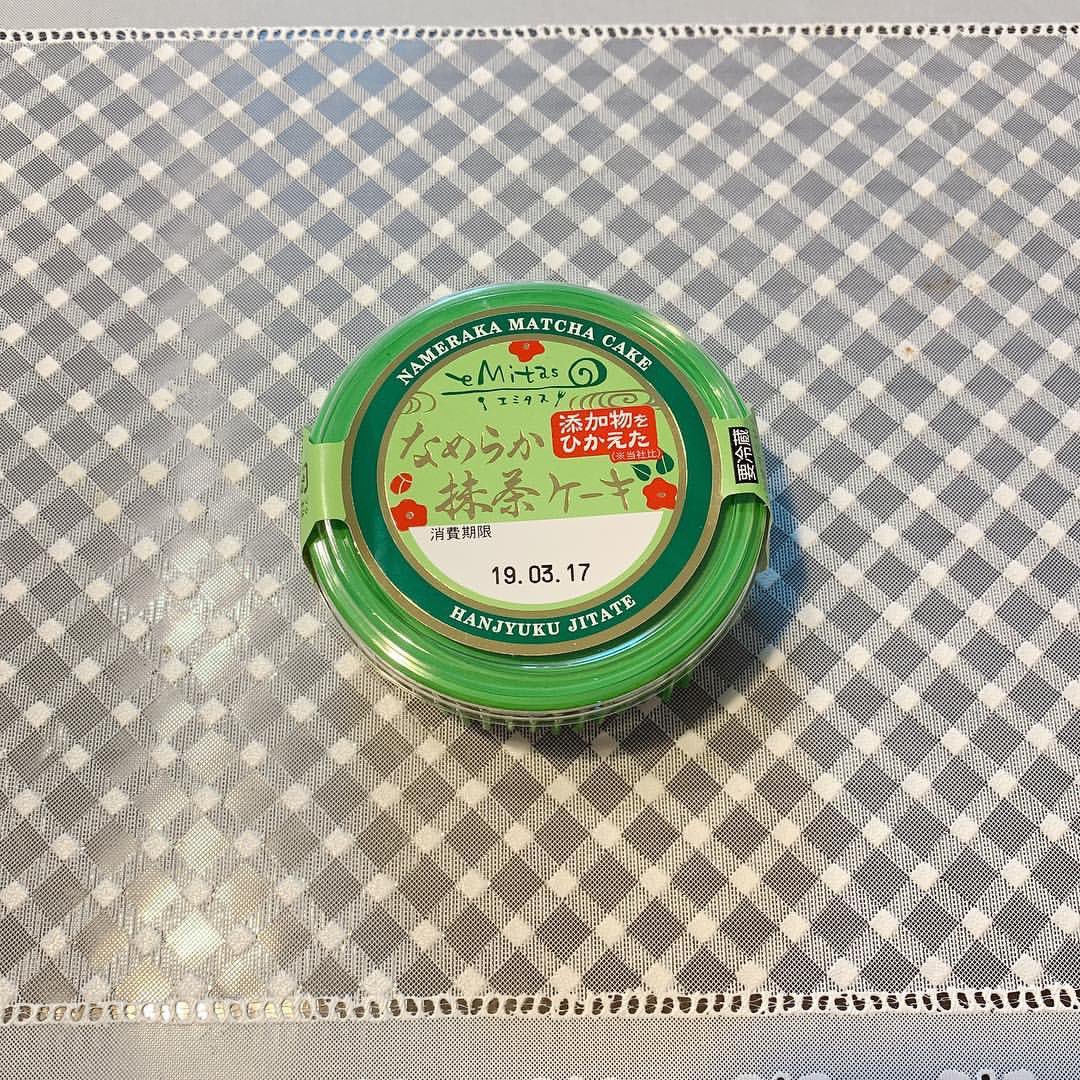 NAMERAKA MATCHA CAKE
eMitas
エミタス
添加物を
ひかえた
(※当社比)
なめらか
抹茶ケーキ
要冷蔵
消費期限
19.03.17
HANJYUKU JITATE